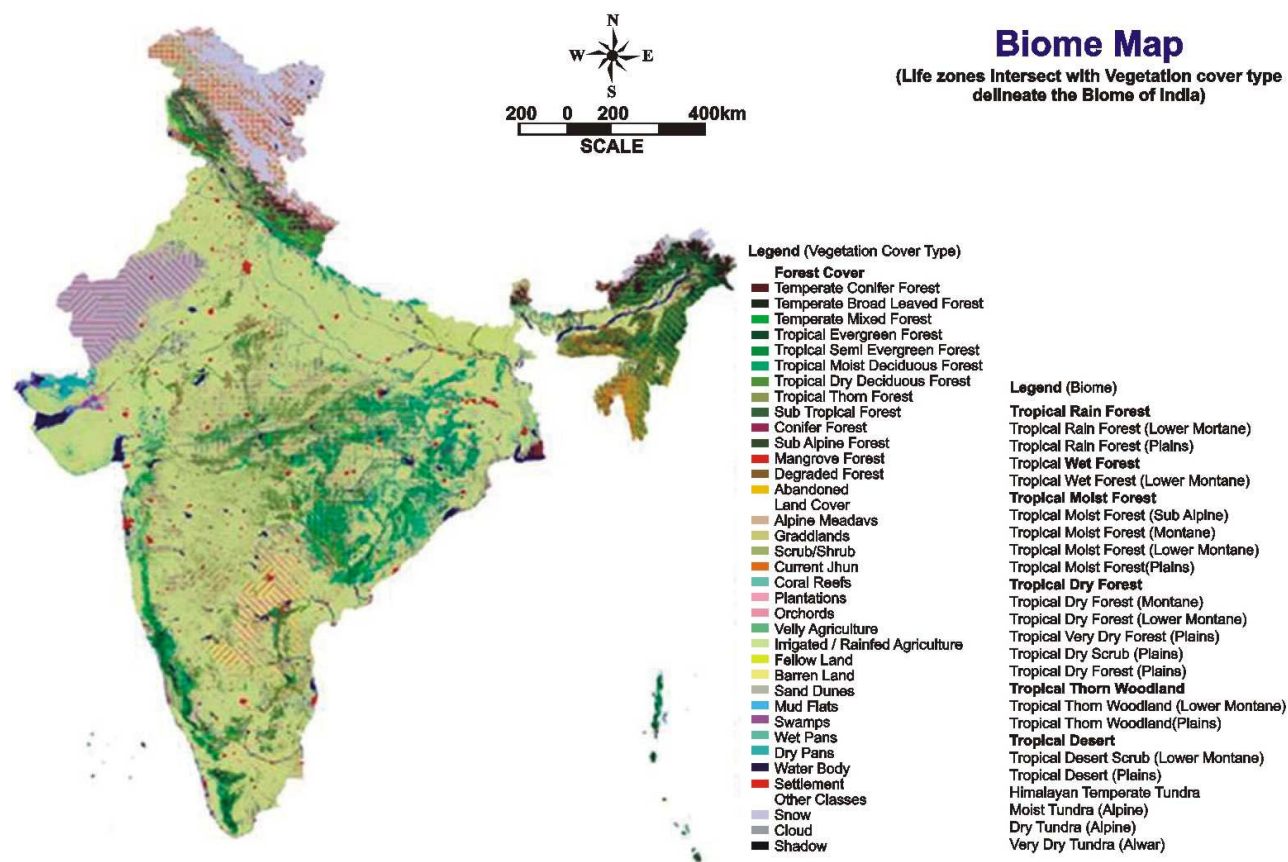 N
W E
S
200 0 200 400km
SCALE
Biome Map
(Life zones Intersect with Vegetation cover type
delineate the Biome of India)
Legend (Vegetation Cover Type)
Forest Cover
Temperate Conifer Forest
Temperate Broad Leaved Forest
Temperate Mixed Forest
Tropical Evergreen Forest
Tropical Semi Evergreen Forest
Tropical Moist Deciduous Forest
Tropical Dry Deciduous Forest
Tropical Thorn Forest
Sub Tropical Forest
Conifer Forest
Sub Alpine Forest
Mangrove Forest
Degraded Forest
Abandoned
Land Cover
Alpine Meadavs
Graddlands
Scrub/Shrub
Current Jhun
Coral Reefs
Plantations
Orchords
Velly Agriculture
Irrigated / Rainfed Agriculture
Fellow Land
Barren Land
Sand Dunes
Mud Flats
Swamps
Wet Pans
Dry Pans
Water Body
Settlement
Other Classes
Snow
Cloud
Shadow
Legend (Biome)
Tropical Rain Forest
Tropical Rain Forest (Lower Mortane)
Tropical Rain Forest (Plains)
Tropical Wet Forest
Tropical Wet Forest (Lower Montane)
Tropical Moist Forest
Tropical Moist Forest (Sub Alpine)
Tropical Moist Forest (Montane)
Tropical Moist Forest (Lower Montane)
Tropical Moist Forest(Plains)
Tropical Dry Forest
Tropical Dry Forest (Montane)
Tropical Dry Forest (Lower Montane)
Tropical Very Dry Forest (Plains)
Tropical Dry Scrub (Plains)
Tropical Dry Forest (Plains)
Tropical Thorn Woodland
Tropical Thorn Woodland (Lower Montane)
Tropical Thorn Woodland(Plains)
Tropical Desert
Tropical Desert Scrub (Lower Montane)
Tropical Desert (Plains)
Himalayan Temperate Tundra
Moist Tundra (Alpine)
Dry Tundra (Alpine)
Very Dry Tundra (Alwar)